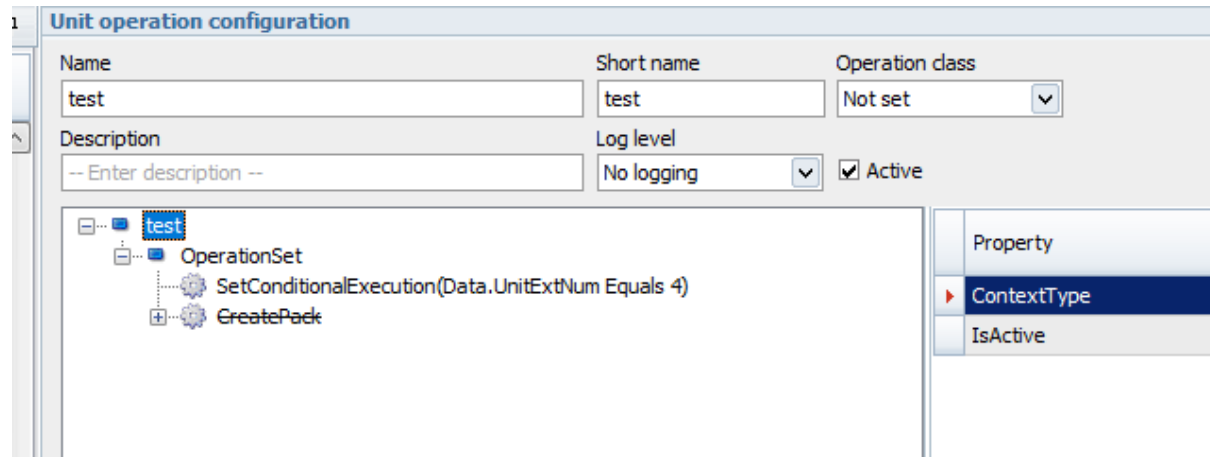 Unit operation configuration
Name Short name Operation class
test test Not set
Description Log level
-- Enter description -- No logging Active
test
OperationSet
SetConditionalExecution(Data.UnitExtNum Equals 4)
CreatePack
Property
ContextType
IsActive